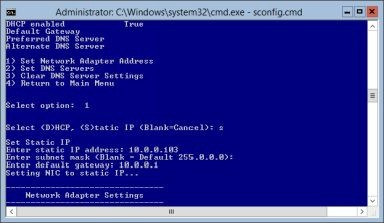 Administrator: C:\Windows\system32\cmd.exe - sconfig.cmd
DHCP enabled True
Default Gateway
Preferred DNS Server
Alternate DNS Server
1) Set Network Adapter Address
2) Set DNS Servers
3) Clear DNS Server Settings
4) Return to Main Menu
Select option: 1
Select (D)HCP, (S)tatic IP (Blank=Cancel): s
Set Static IP
Enter static IP address: 10.0.0.103
Enter subnet mask (Blank = Default 255.0.0.0):
Enter default gateway: 10.0.0.1
Setting NIC to static IP...
Network Adapter Settings